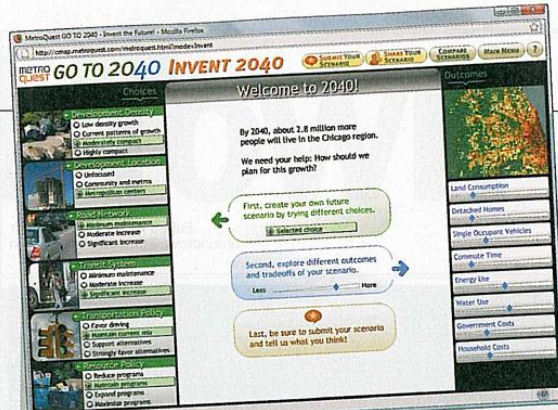 MetroQuest GO TO 2040 - Invent the Future! - Mozilla Firefox
http://cmap.metroquest.com/metroquest.html?mode=Invent
METRO QUEST GO TO 2040 INVENT 2040
SUBMIT YOUR SCENARIO
SHARE YOUR SCENARIO
COMPARE SCENARIOS
MAIN MENU
?
Choices
Development Density
Low density growth
Current patterns of growth
Moderately compact
Highly compact
Development Location
Unfocused
Community and metros
Metropolitan centers
Road Network
Minimum maintenance
Moderate increase
Significant increase
Transit System
Minimum maintenance
Moderate increase
Significant increase
Transportation Policy
Favor driving
Maintain current mix
Support alternatives
Strongly favor alternatives
Resource Policy
Reduce programs
Maintain programs
Expand programs
Maximize programs
Welcome to 2040!
By 2040, about 2.8 million more
people will live in the Chicago region.
We need your help: How should we
plan for this growth?
First, create your own future
scenario by trying different choices.
Selected choice
Second, explore different outcomes
and tradeoffs of your scenario.
Less
More
Last, be sure to submit your scenario
and tell us what you think!
Outcomes
Land Consumption
Detached Homes
Single Occupant Vehicles
Commute Time
Energy Use
Water Use
Government Costs
Household Costs